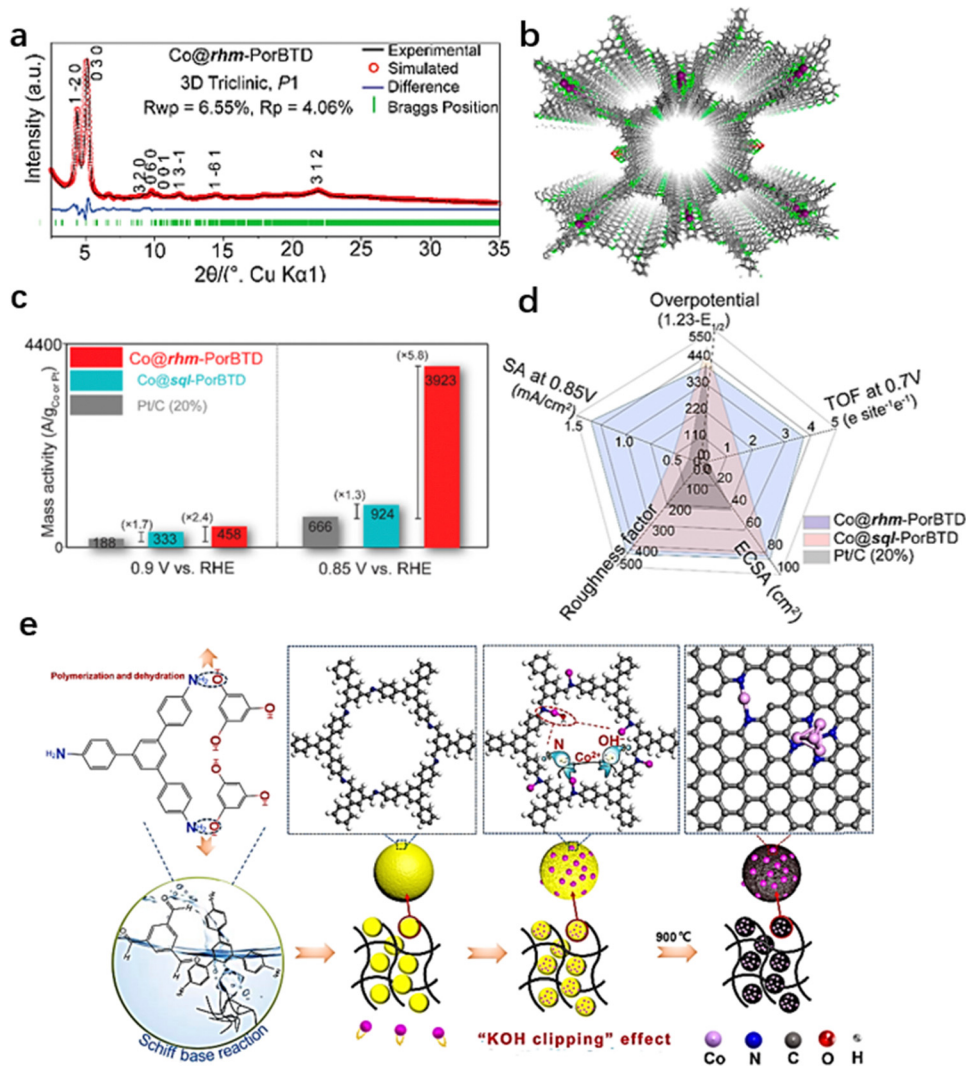 a
Co@rhm-PorBTD
3D Triclinic, P1
Rwp = 6.55%, Rp = 4.06%
Experimental
Simulated
Difference
Braggs Position
Intensity (a.u.)
1 -2 0
0 3 0
3 2 0
0 6 0
0 0 1
1 3 -1
1 -6 1
3 1 2
5 10 15 20 25 30 35
2θ/(°, Cu Kα1)
b
c
4400
0
Mass activity (A/gCo or Pt)
Co@rhm-PorBTD
Co@sql-PorBTD
Pt/C (20%)
(×1.7)
(×2.4)
(×1.3)
(×5.8)
188
333
458
666
924
3923
0.9 V vs. RHE
0.85 V vs. RHE
d
Overpotential
(1.23-E1/2)
550
440
330
220
110
0
SA at 0.85V
(mA/cm²)
1.5
1.0
0.5
TOF at 0.7V
(e site⁻¹e⁻¹)
1
2
3
4
5
20
40
60
80
100
ECSA (cm²)
100
200
300
400
500
Roughness factor
Co@rhm-PorBTD
Co@sql-PorBTD
Pt/C (20%)
e
Polymerization and dehydration
H₂N
N
OH
Co²⁺
Schiff base reaction
900℃
"KOH clipping" effect
Co N C O H